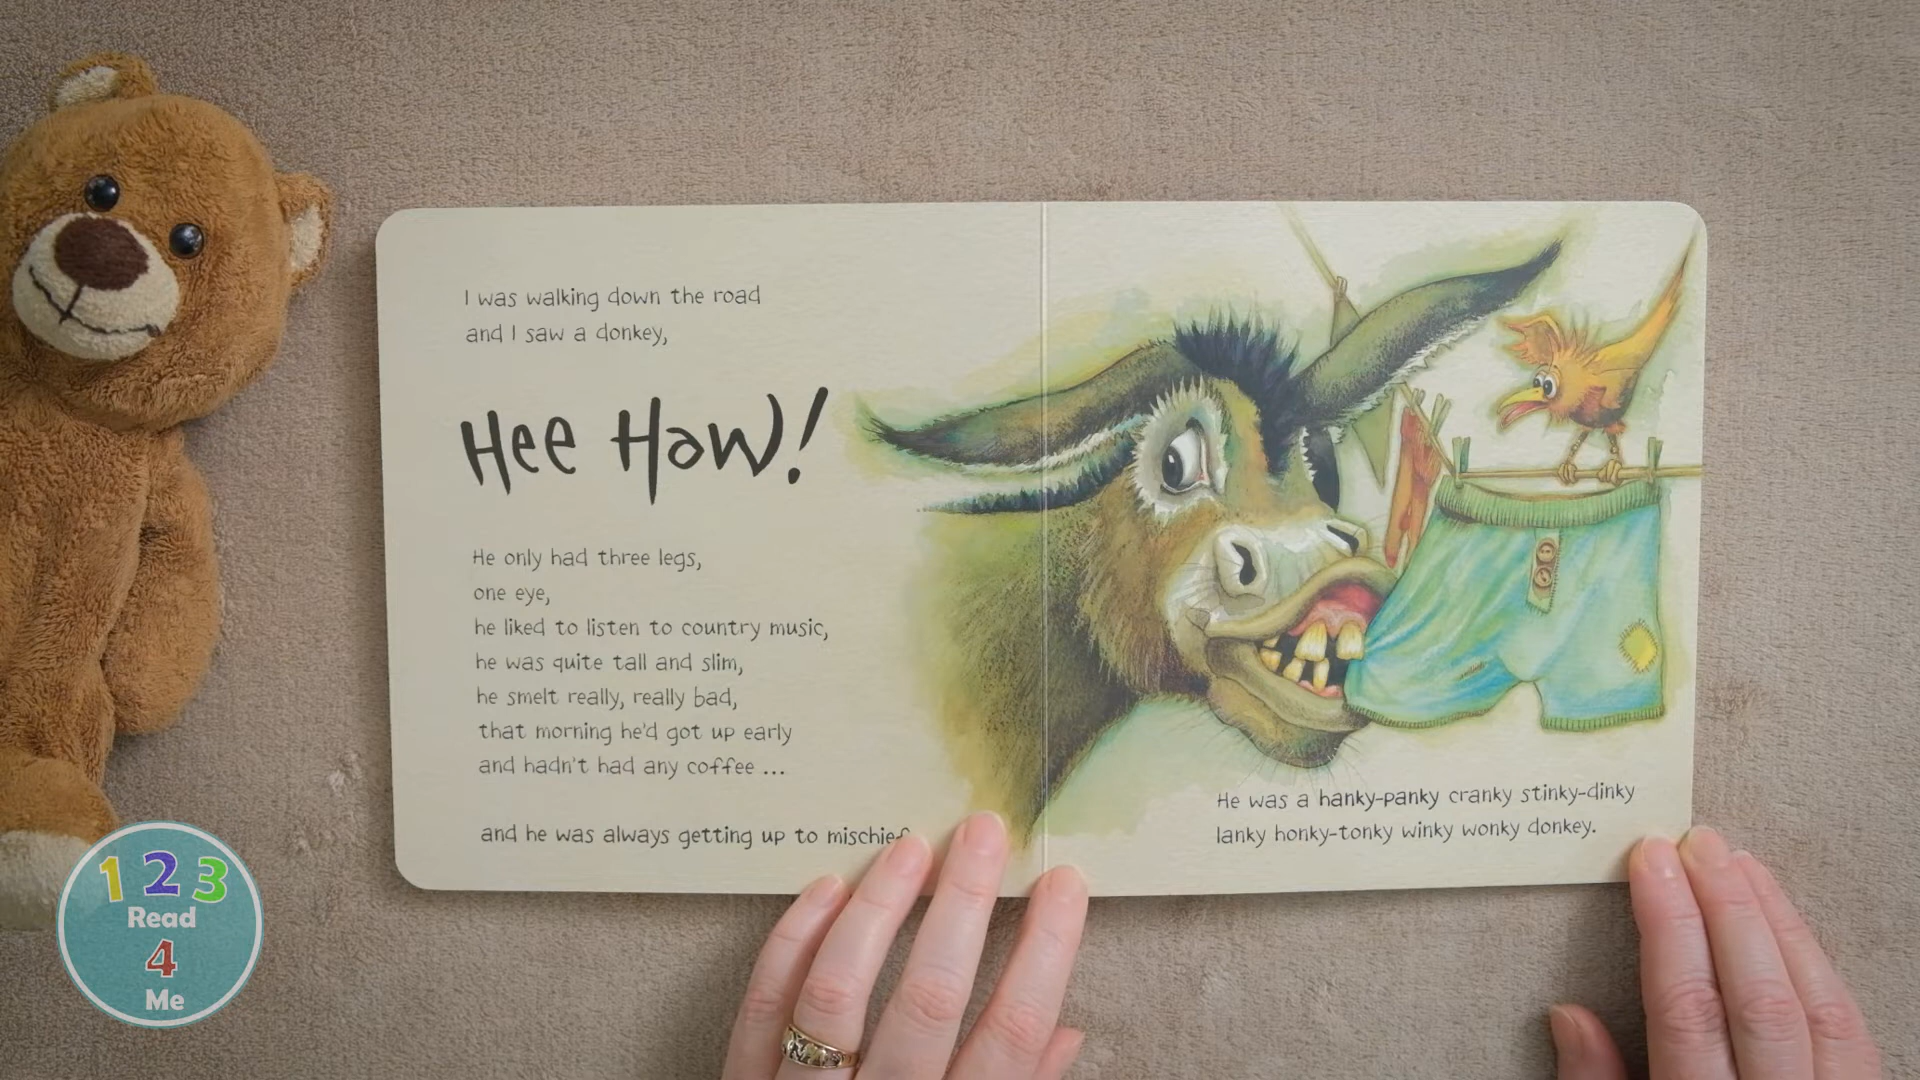 I was walking down the road
and I saw a donkey,
Hee Haw!
He only had three legs,
one eye,
he liked to listen to country music,
he was quite tall and slim,
he smelt really, really bad,
that morning he'd got up early
and hadn't had any coffee ...
and he was always getting up to mischief
He was a hanky-panky cranky stinky-dinky
lanky honky-tonky winky wonky donkey.
1 2 3
Read
4
Me